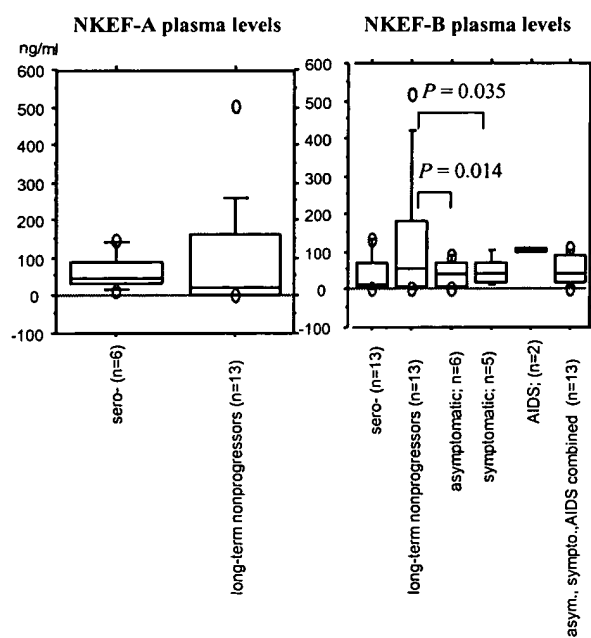 NKEF-A plasma levels
NKEF-B plasma levels
ng/ml
600
500
400
300
200
100
0
-100
600
500
400
300
200
100
0
-100
P = 0.035
P = 0.014
sero- (n=6)
long-term nonprogressors (n=13)
sero- (n=13)
long-term nonprogressors (n=13)
asymptomatic; n=6)
symptomatic; n=5)
AIDS; (n=2)
asym., sympto.,AIDS combined (n=13)